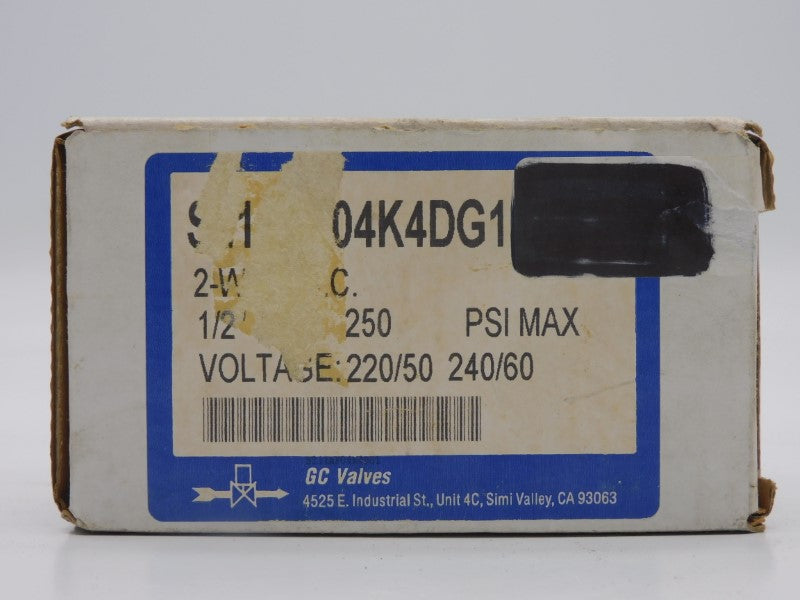 04K4DG1
1/2" 250 PSI MAX
VOLTAGE: 220/50 240/60
GC Valves
4525 E. Industrial St., Unit 4C, Simi Valley, CA 93063